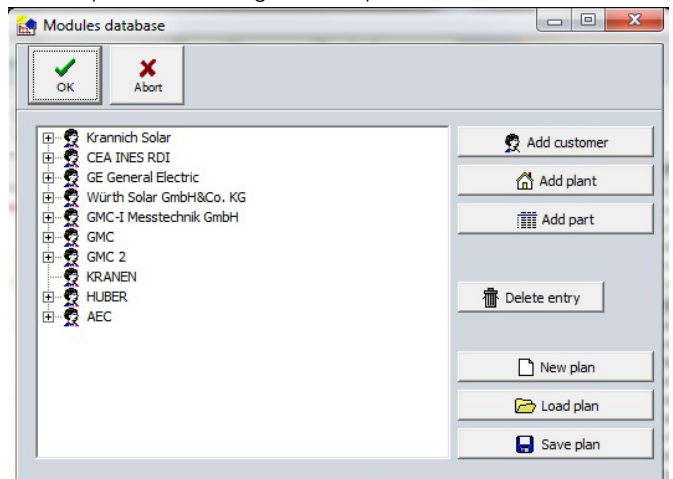 Modules database
OK
Abort
Krannich Solar
CEA INES RDI
GE General Electric
Würth Solar GmbH&Co. KG
GMC-I Messtechnik GmbH
GMC
GMC 2
KRANEN
HUBER
AEC
Add customer
Add plant
Add part
Delete entry
New plan
Load plan
Save plan